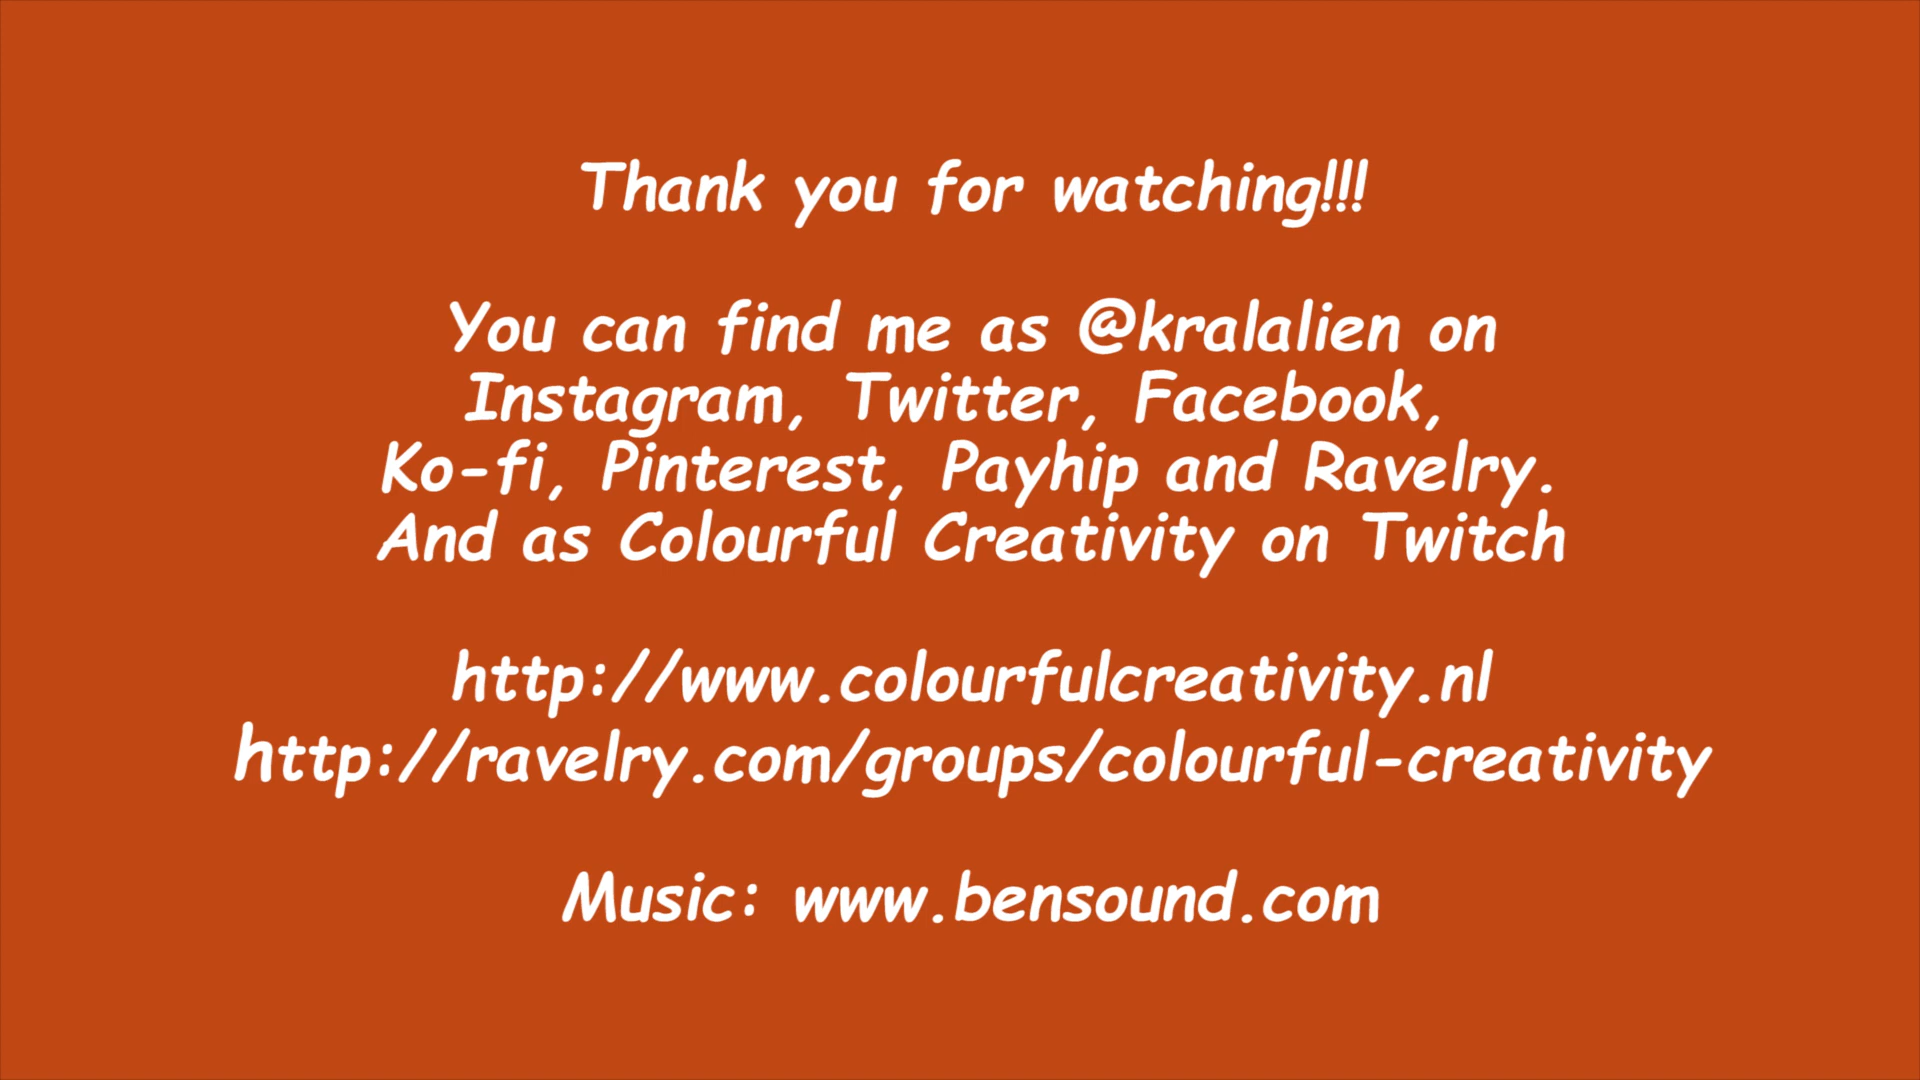 Thank you for watching!!!
You can find me as @kralalien on
Instagram, Twitter, Facebook,
Ko-fi, Pinterest, Payhip and Ravelry.
And as Colourful Creativity on Twitch
http://www.colourfulcreativity.nl
http://ravelry.com/groups/colourful-creativity
Music: www.bensound.com